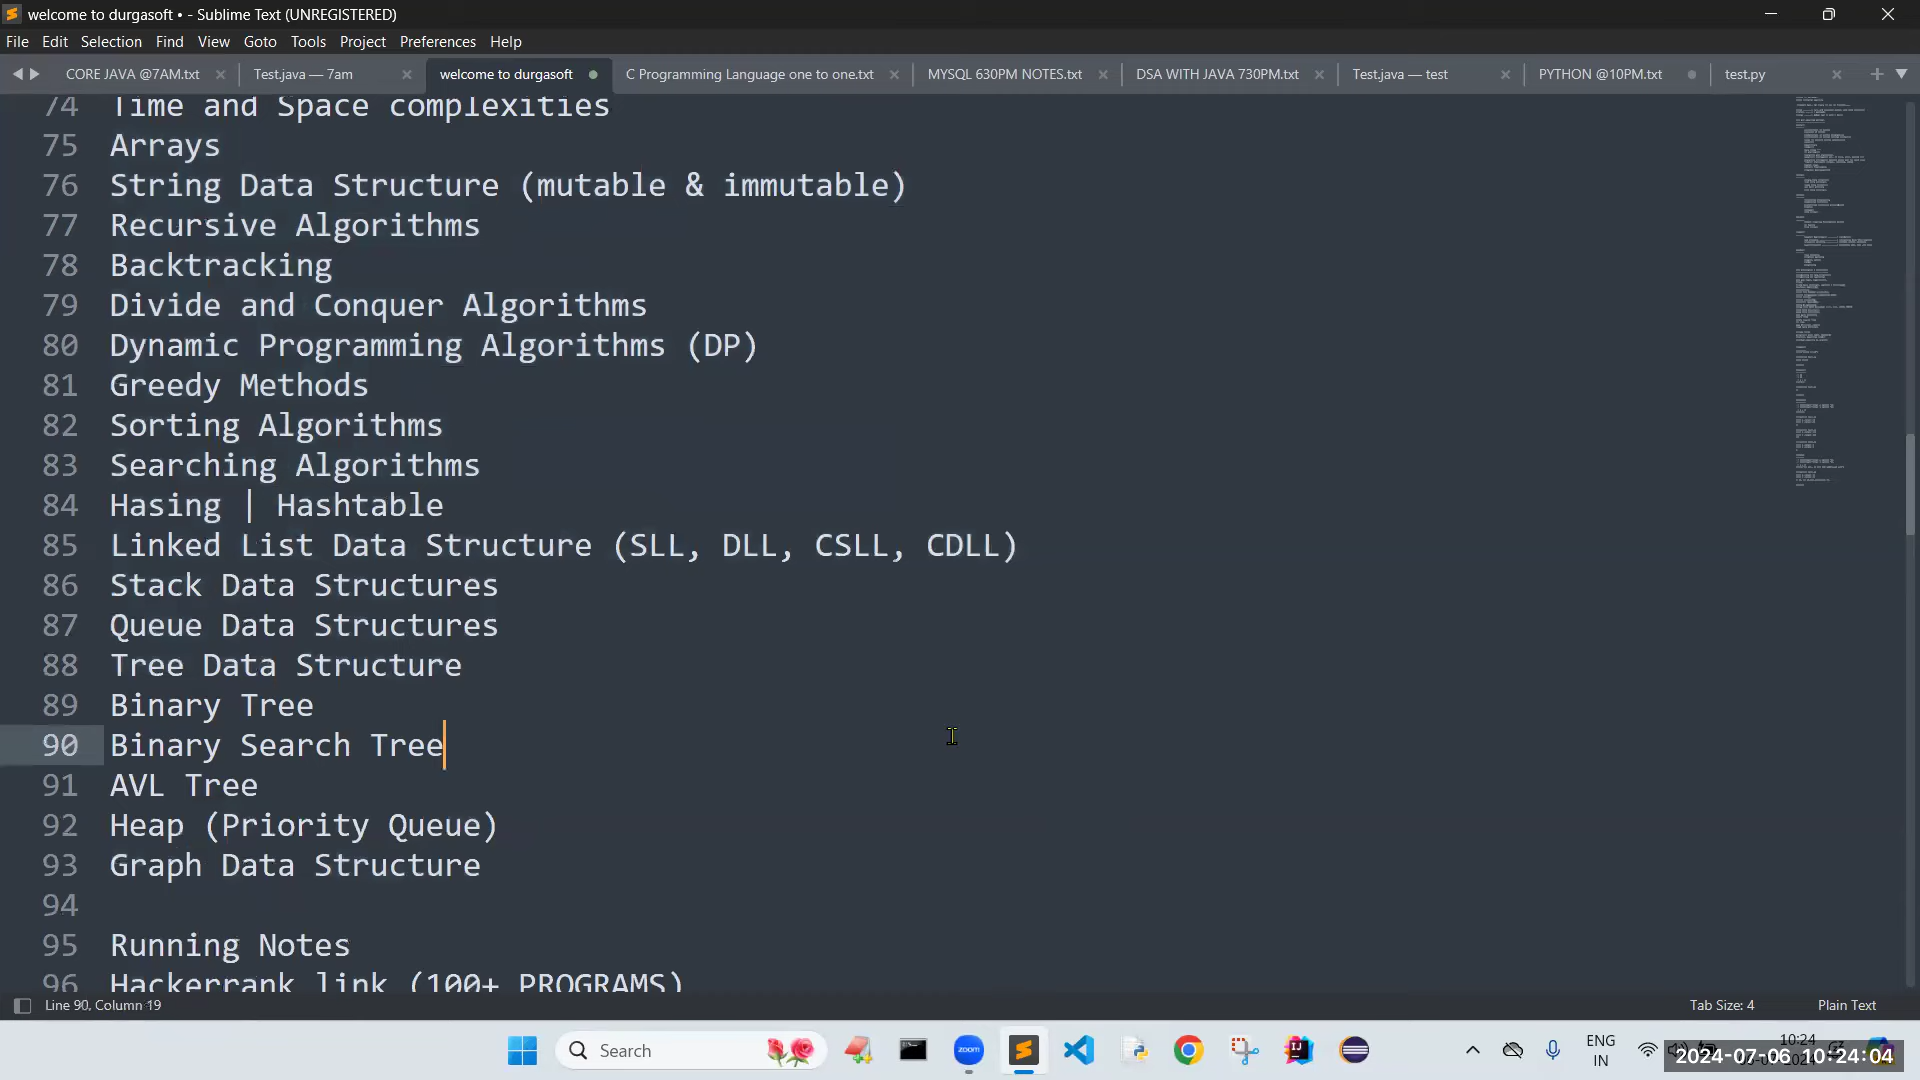 welcome to durgasoft • - Sublime Text (UNREGISTERED)
File Edit Selection Find View Goto Tools Project Preferences Help
CORE JAVA @7AM.txt Test.java — 7am welcome to durgasoft C Programming Language one to one.txt MYSQL 630PM NOTES.txt DSA WITH JAVA 730PM.txt Test.java — test PYTHON @10PM.txt test.py
74 Time and Space complexities
75 Arrays
76 String Data Structure (mutable & immutable)
77 Recursive Algorithms
78 Backtracking
79 Divide and Conquer Algorithms
80 Dynamic Programming Algorithms (DP)
81 Greedy Methods
82 Sorting Algorithms
83 Searching Algorithms
84 Hasing | Hashtable
85 Linked List Data Structure (SLL, DLL, CSLL, CDLL)
86 Stack Data Structures
87 Queue Data Structures
88 Tree Data Structure
89 Binary Tree
90 Binary Search Tree
91 AVL Tree
92 Heap (Priority Queue)
93 Graph Data Structure
94
95 Running Notes
96 Hackerrank link (100+ PROGRAMS)
Line 90, Column 19 Tab Size: 4 Plain Text
Search zoom ENG 10:24
IN 2024-07-06 10:24:04